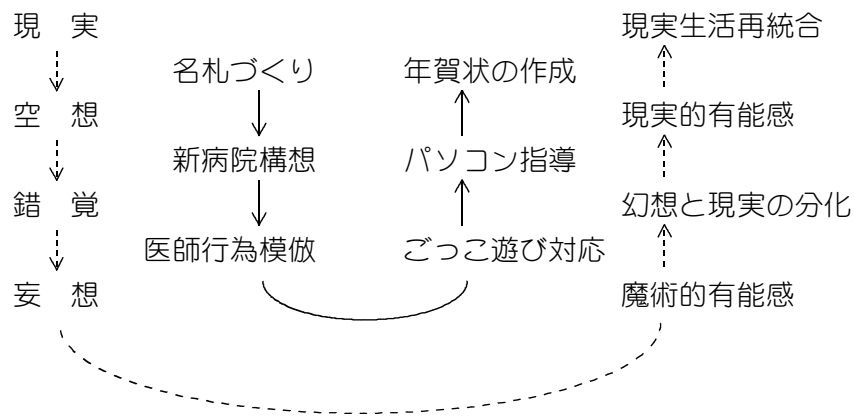 現　実
空　想
錯　覚
妄　想
名札づくり
新病院構想
医師行為模倣
年賀状の作成
パソコン指導
ごっこ遊び対応
現実生活再統合
現実的有能感
幻想と現実の分化
魔術的有能感